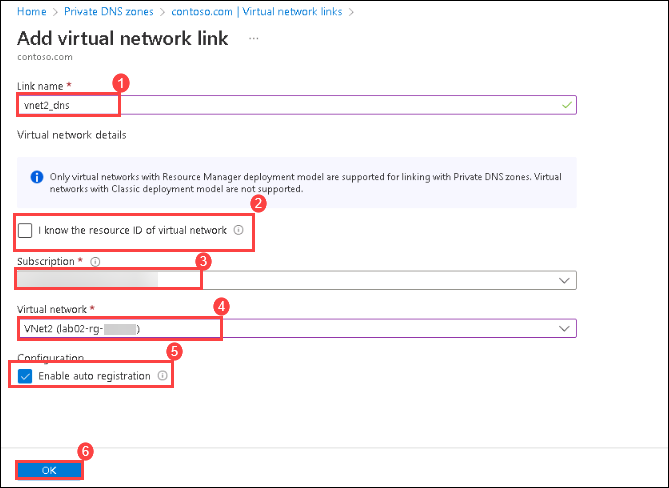 Home > Private DNS zones > contoso.com | Virtual network links >
Add virtual network link ...
contoso.com
1
Link name *
vnet2_dns
Virtual network details
Only virtual networks with Resource Manager deployment model are supported for linking with Private DNS zones. Virtual
networks with Classic deployment model are not supported.
2
I know the resource ID of virtual network
Subscription *
3
Virtual network *
4
VNet2 (lab02-rg- )
Configuration
5
Enable auto registration
6
OK